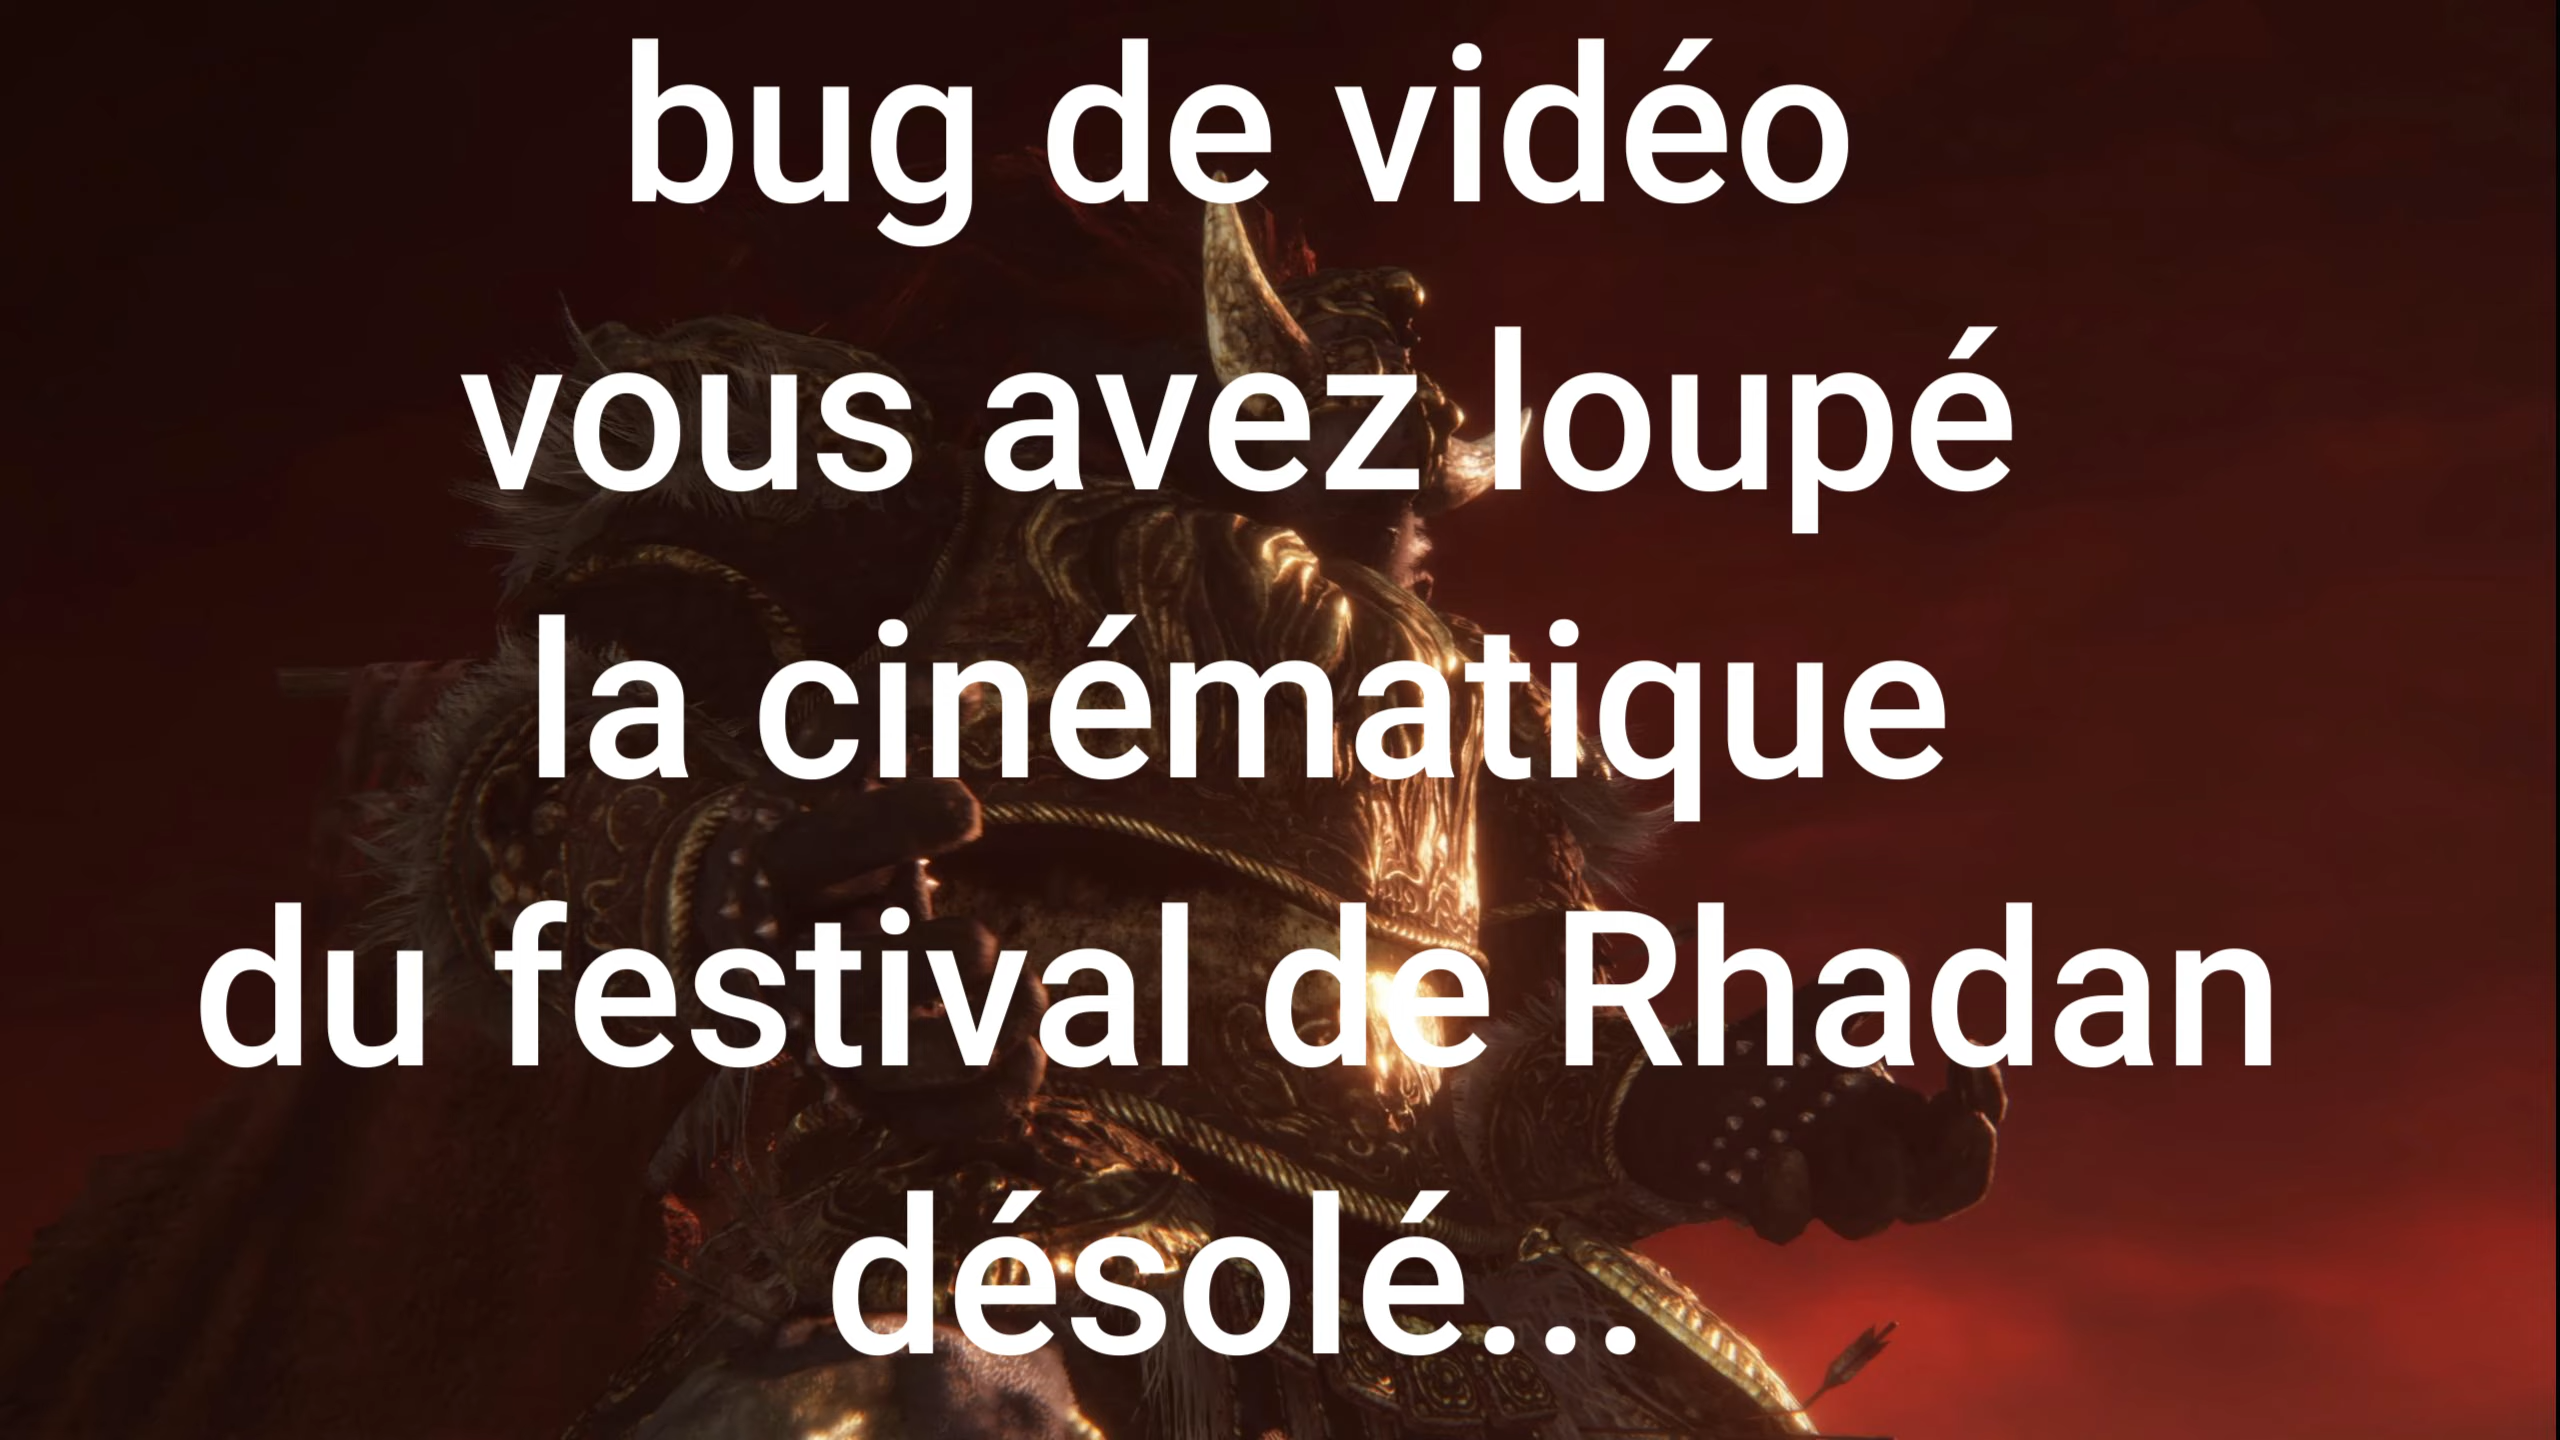 bug de vidéo
vous avez loupé
la cinématique
du festival de Rhadan
désolé...